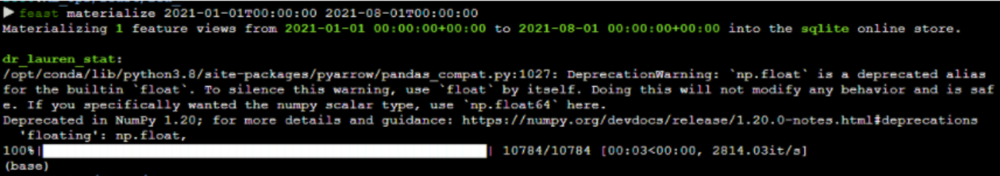 ▶ feast materialize 2021-01-01T00:00:00 2021-08-01T00:00:00
Materializing 1 feature views from 2021-01-01 00:00:00+00:00 to 2021-08-01 00:00:00+00:00 into the sqlite online store.
dr_lauren_stat:
/opt/conda/lib/python3.8/site-packages/pyarrow/pandas_compat.py:1027: DeprecationWarning: `np.float` is a deprecated alias
for the builtin `float`. To silence this warning, use `float` by itself. Doing this will not modify any behavior and is saf
e. If you specifically wanted the numpy scalar type, use `np.float64` here.
Deprecated in NumPy 1.20; for more details and guidance: https://numpy.org/devdocs/release/1.20.0-notes.html#deprecations
  'floating': np.float,
100%| | 10784/10784 [00:03<00:00, 2814.03it/s]
(base)